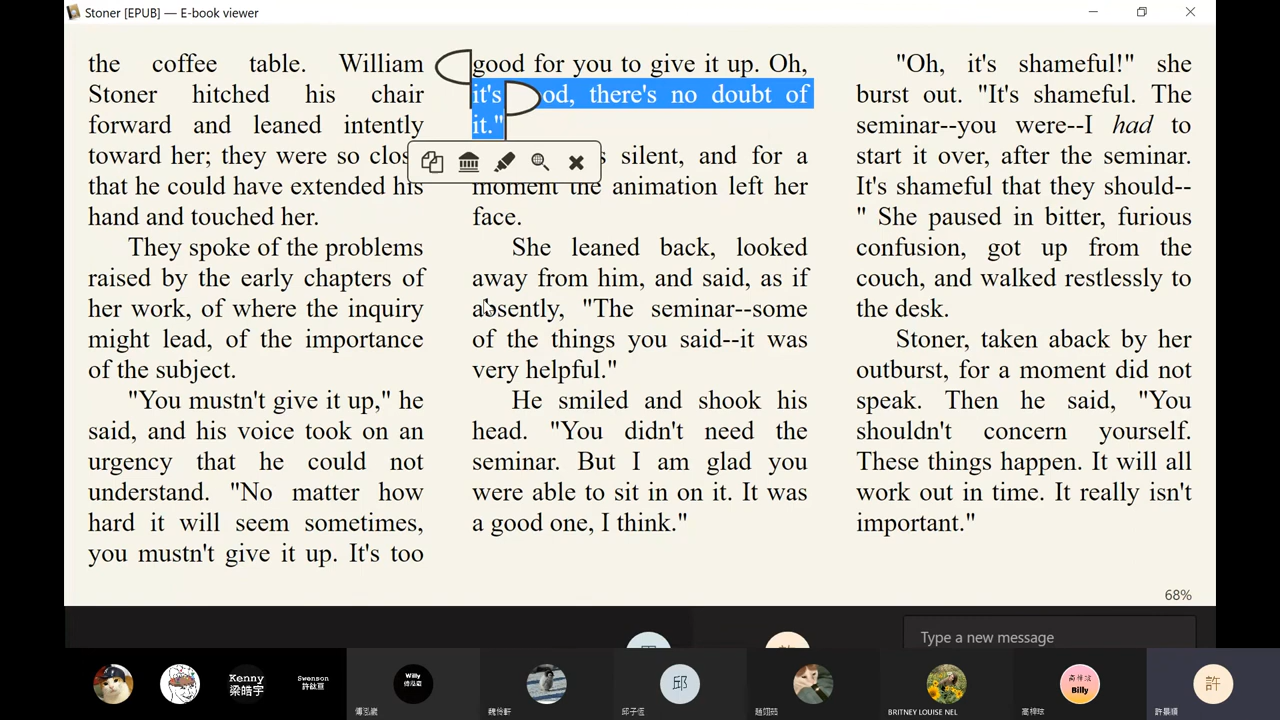 Stoner [EPUB] — E-book viewer
the coffee table. William
Stoner hitched his chair
forward and leaned intently
toward her; they were so
that he could have extended his
hand and touched her.
They spoke of the problems
raised by the early chapters of
her work, of where the inquiry
might lead, of the importance
of the subject.
"You mustn't give it up," he
said, and his voice took on an
urgency that he could not
understand. "No matter how
hard it will seem sometimes,
you mustn't give it up. It's too
good for you to give it up. Oh,
it's there's no doubt of
it."
silent, and for a
moment the animation left her
face.
She leaned back, looked
away from him, and said, as if
absently, "The seminar--some
of the things you said--it was
very helpful."
He smiled and shook his
head. "You didn't need the
seminar. But I am glad you
were able to sit in on it. It was
a good one, I think."
"Oh, it's shameful!" she
burst out. "It's shameful. The
seminar--you were--I had to
start it over, after the seminar.
It's shameful that they should--
" She paused in bitter, furious
confusion, got up from the
couch, and walked restlessly to
the desk.
Stoner, taken aback by her
outburst, for a moment did not
speak. Then he said, "You
shouldn't concern yourself.
These things happen. It will all
work out in time. It really isn't
important."
68%
Type a new message
Kenny
梁皓宇
Swenson
Willy
邱
邱子恆
BRITNEY LOUISE NEL
Billy
許